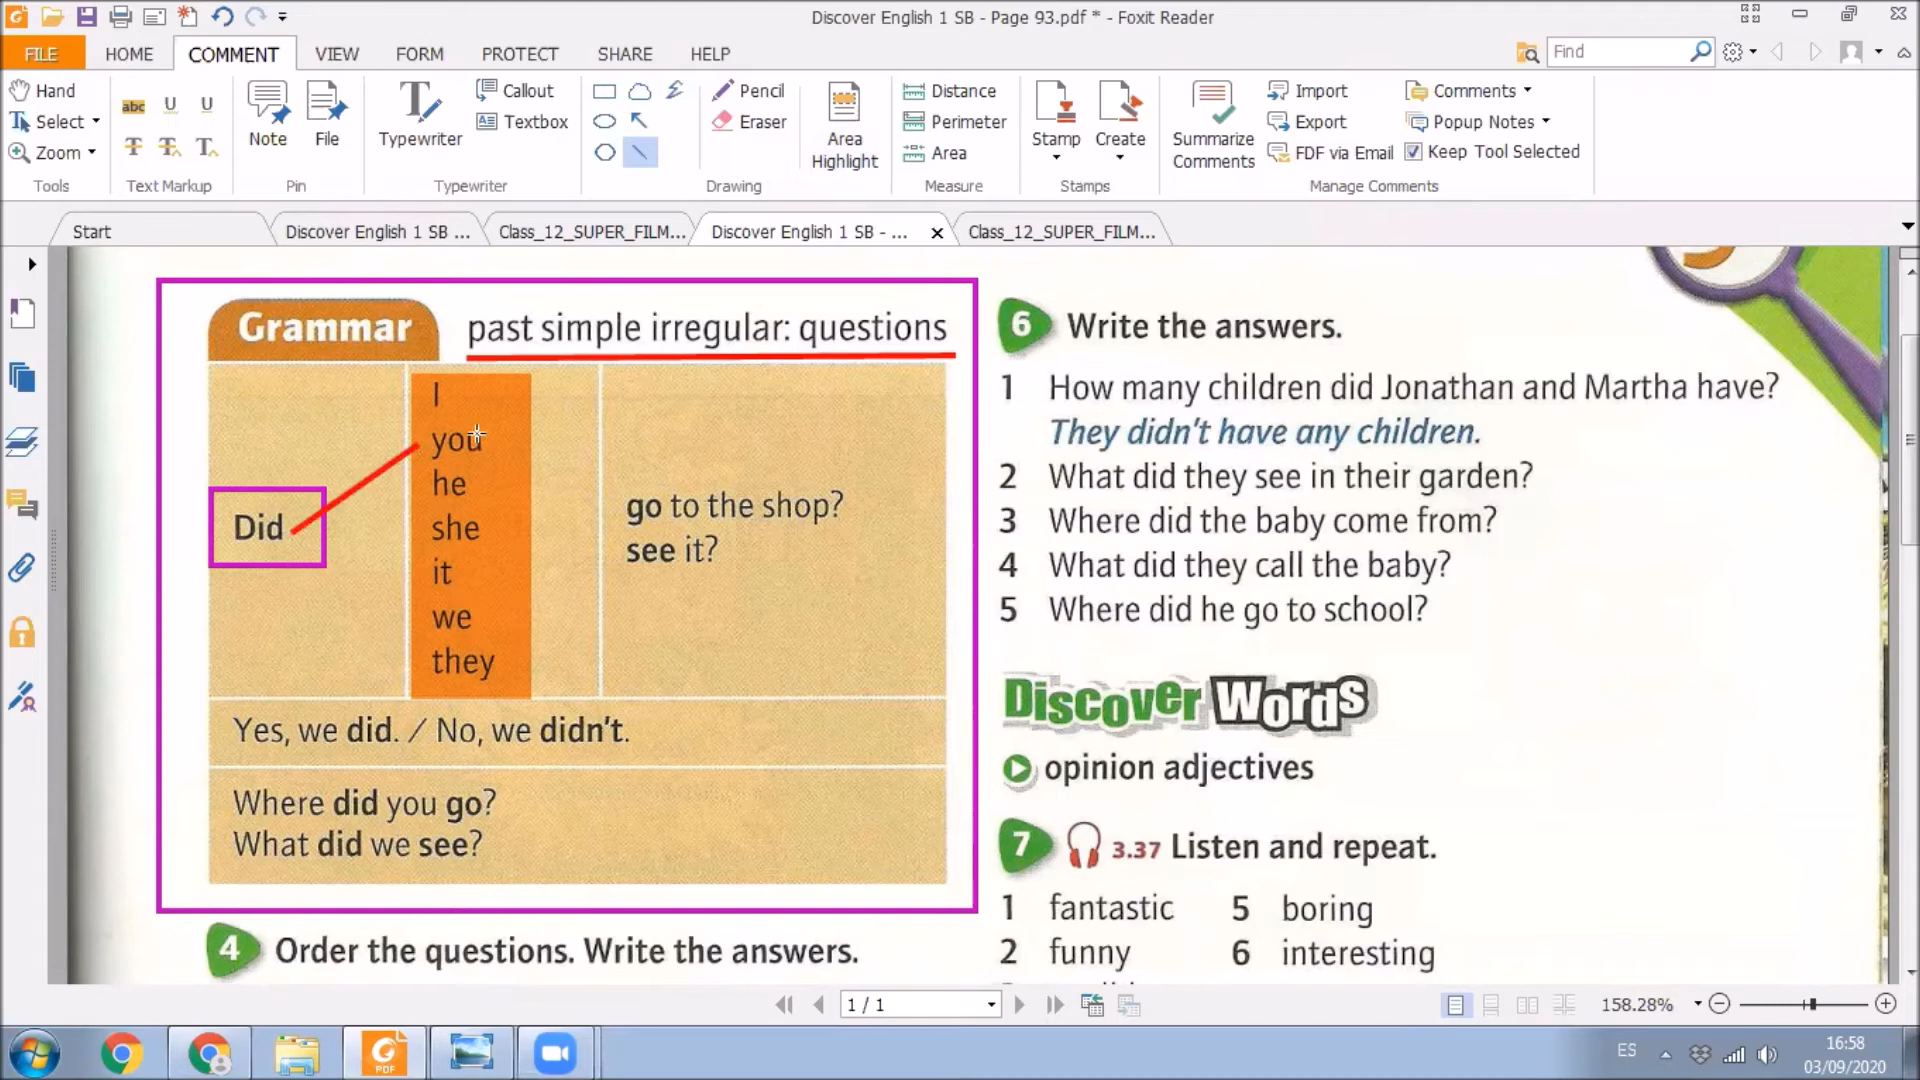 Discover English 1 SB - Page 93.pdf * - Foxit Reader
FILE HOME COMMENT VIEW FORM PROTECT SHARE HELP
Find
Hand
Select
Zoom
Tools
abc U U
T T T
Text Markup
Note
File
Pin
Typewriter
Callout
Textbox
Typewriter
Pencil
Eraser
Drawing
Area
Highlight
Distance
Perimeter
Area
Measure
Stamp
Create
Stamps
Summarize
Comments
Import
Export
FDF via Email
Comments
Popup Notes
Keep Tool Selected
Manage Comments
Start
Discover English 1 SB ...
Class_12_SUPER_FILM...
Discover English 1 SB - ...
Class_12_SUPER_FILM...
Grammar
past simple irregular: questions
Did
I
you
he
she
it
we
they
go to the shop?
see it?
Yes, we did. / No, we didn't.
Where did you go?
What did we see?
4 Order the questions. Write the answers.
6 Write the answers.
1 How many children did Jonathan and Martha have?
They didn't have any children.
2 What did they see in their garden?
3 Where did the baby come from?
4 What did they call the baby?
5 Where did he go to school?
Discover Words
opinion adjectives
7 3.37 Listen and repeat.
1 fantastic 5 boring
2 funny 6 interesting
1 / 1
158.28%
PDF
ES
16:58
03/09/2020